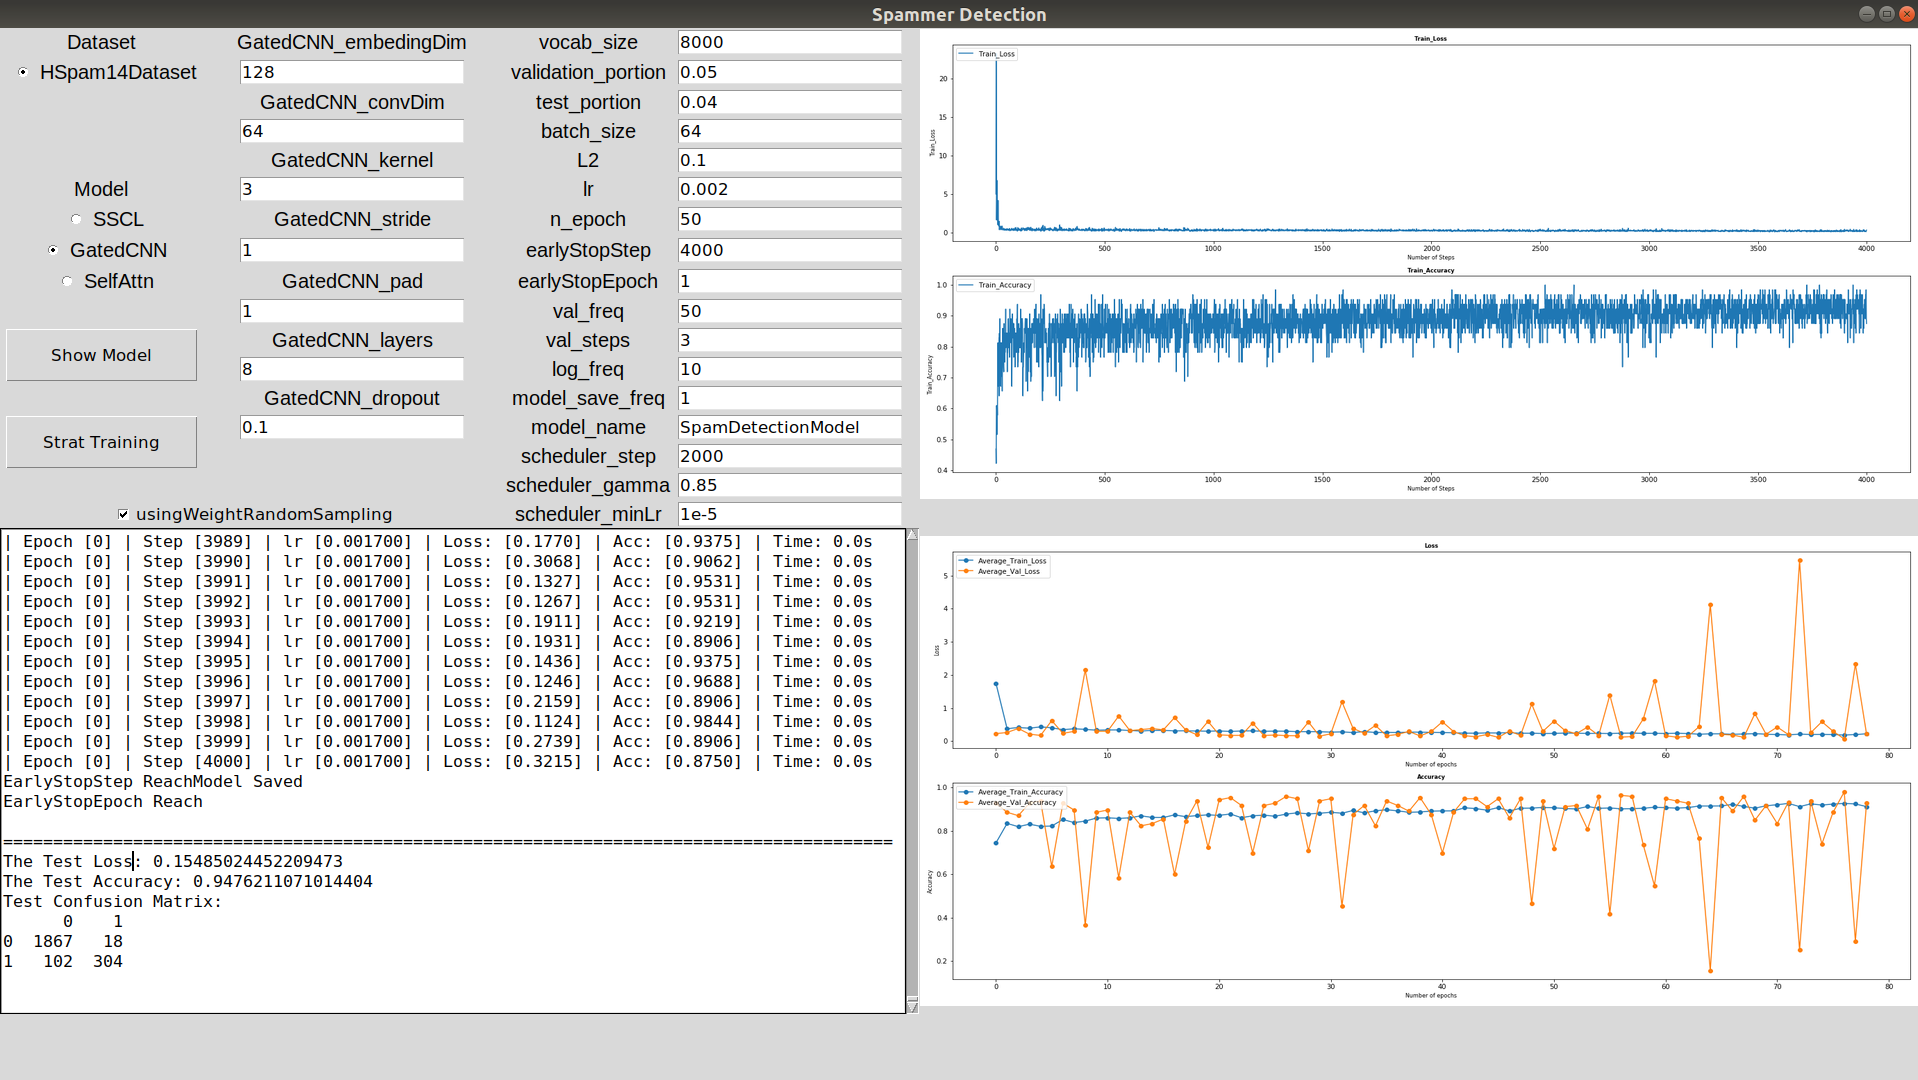 Spammer Detection
Dataset
HSpam14Dataset
Model
SSCL
GatedCNN
SelfAttn
Show Model
Strat Training
usingWeightRandomSampling
GatedCNN_embedingDim
128
GatedCNN_convDim
64
GatedCNN_kernel
3
GatedCNN_stride
1
GatedCNN_pad
1
GatedCNN_layers
8
GatedCNN_dropout
0.1
vocab_size 8000
validation_portion 0.05
test_portion 0.04
batch_size 64
L2 0.1
lr 0.002
n_epoch 50
earlyStopStep 4000
earlyStopEpoch 1
val_freq 50
val_steps 3
log_freq 10
model_save_freq 1
model_name SpamDetectionModel
scheduler_step 2000
scheduler_gamma 0.85
scheduler_minLr 1e-5
| Epoch [0] | Step [3989] | lr [0.001700] | Loss: [0.1770] | Acc: [0.9375] | Time: 0.0s
| Epoch [0] | Step [3990] | lr [0.001700] | Loss: [0.3068] | Acc: [0.9062] | Time: 0.0s
| Epoch [0] | Step [3991] | lr [0.001700] | Loss: [0.1327] | Acc: [0.9531] | Time: 0.0s
| Epoch [0] | Step [3992] | lr [0.001700] | Loss: [0.1267] | Acc: [0.9531] | Time: 0.0s
| Epoch [0] | Step [3993] | lr [0.001700] | Loss: [0.1911] | Acc: [0.9219] | Time: 0.0s
| Epoch [0] | Step [3994] | lr [0.001700] | Loss: [0.1931] | Acc: [0.8906] | Time: 0.0s
| Epoch [0] | Step [3995] | lr [0.001700] | Loss: [0.1436] | Acc: [0.9375] | Time: 0.0s
| Epoch [0] | Step [3996] | lr [0.001700] | Loss: [0.1246] | Acc: [0.9688] | Time: 0.0s
| Epoch [0] | Step [3997] | lr [0.001700] | Loss: [0.2159] | Acc: [0.8906] | Time: 0.0s
| Epoch [0] | Step [3998] | lr [0.001700] | Loss: [0.1124] | Acc: [0.9844] | Time: 0.0s
| Epoch [0] | Step [3999] | lr [0.001700] | Loss: [0.2739] | Acc: [0.8906] | Time: 0.0s
| Epoch [0] | Step [4000] | lr [0.001700] | Loss: [0.3215] | Acc: [0.8750] | Time: 0.0s
EarlyStopStep ReachModel Saved
EarlyStopEpoch Reach
=========================================================================================
The Test Loss: 0.15485024452209473
The Test Accuracy: 0.9476211071014404
Test Confusion Matrix:
0 1
0 1867 18
1 102 304
Train_Loss
Train_Loss
Train_Loss
20
15
10
5
0
0 500 1000 1500 2000 2500 3000 3500 4000
Number of Steps
Train_Accuracy
Train_Accuracy
Train_Accuracy
1.0
0.9
0.8
0.7
0.6
0.5
0.4
0 500 1000 1500 2000 2500 3000 3500 4000
Number of Steps
Loss
Average_Train_Loss
Average_Val_Loss
Loss
5
4
3
2
1
0
0 10 20 30 40 50 60 70 80
Number of epochs
Accuracy
Average_Train_Accuracy
Average_Val_Accuracy
Accuracy
1.0
0.8
0.6
0.4
0.2
0 10 20 30 40 50 60 70 80
Number of epochs